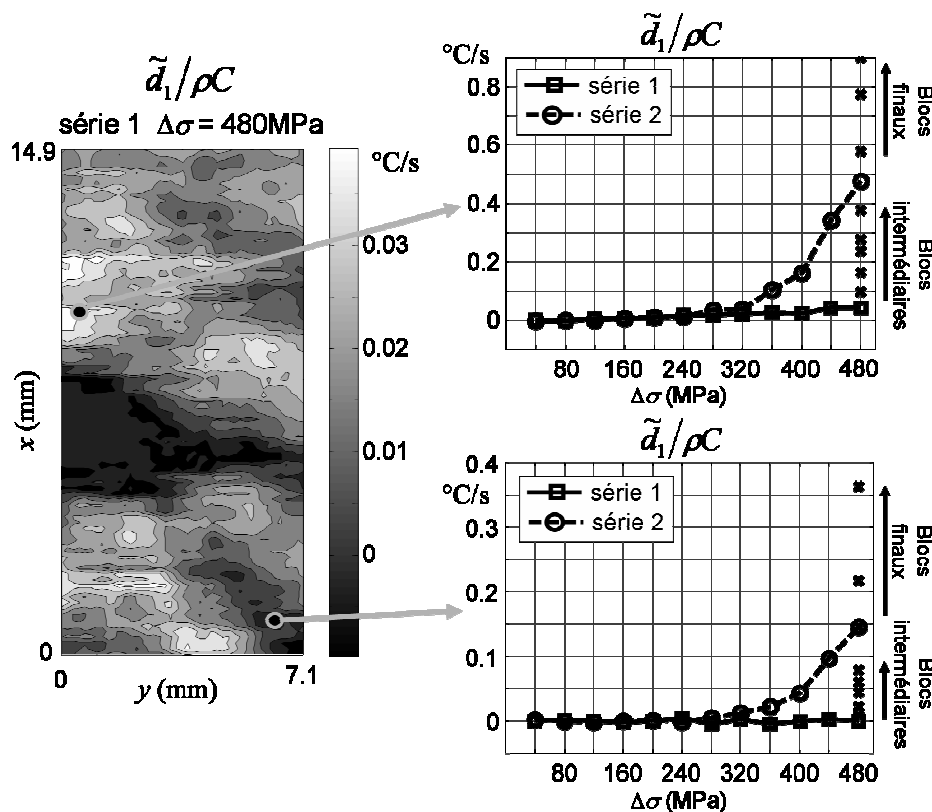 d̃₁/ρC
série 1 Δσ = 480MPa
14.9
°C/s
0.03
0.02
0.01
0
x (mm)
0
0
7.1
y (mm)
d̃₁/ρC
°C/s
série 1
série 2
0.8
0.6
0.4
0.2
0
80 160 240 320 400 480
Δσ (MPa)
Blocs
finaux
Blocs
intermédiaires
d̃₁/ρC
°C/s
série 1
série 2
0.4
0.3
0.2
0.1
0
80 160 240 320 400 480
Δσ (MPa)
Blocs
finaux
Blocs
intermédiaires